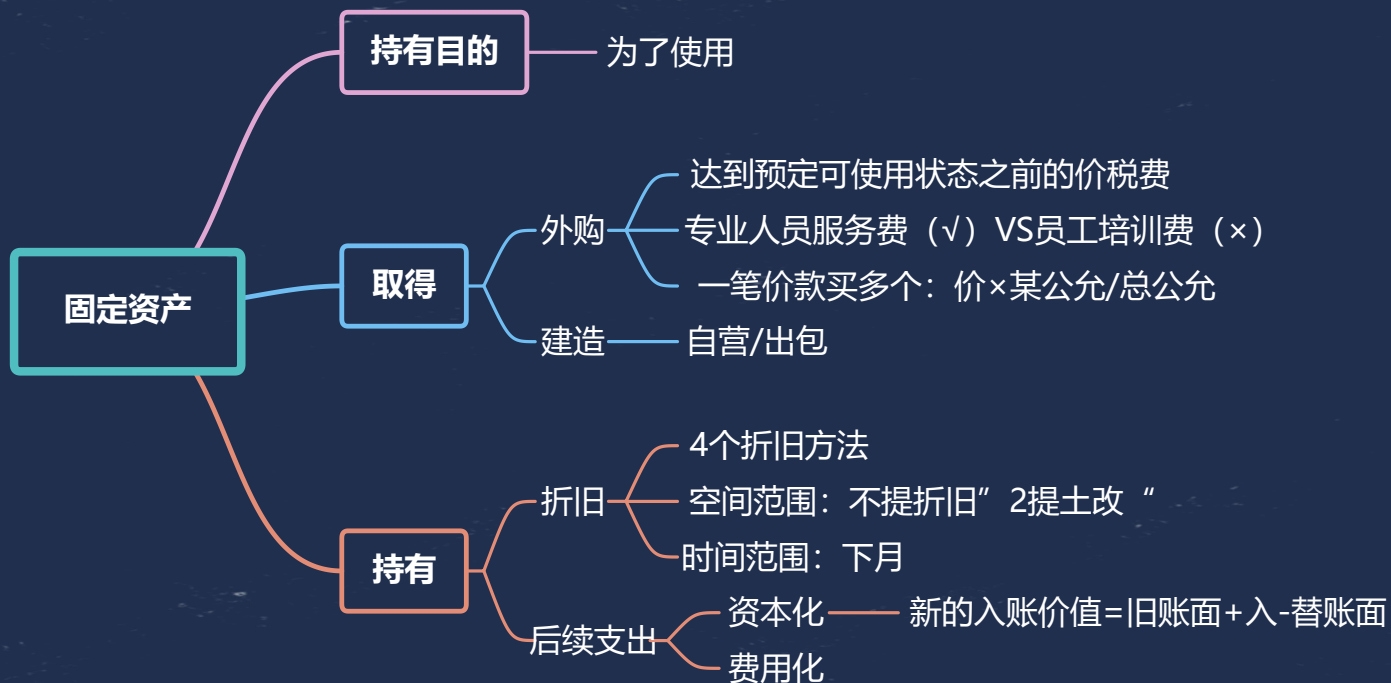 固定资产
持有目的
为了使用
取得
外购
达到预定可使用状态之前的价税费
专业人员服务费（√）VS员工培训费（×）
一笔价款买多个：价×某公允/总公允
建造
自营/出包
持有
折旧
4个折旧方法
空间范围：不提折旧”2提土改“
时间范围：下月
后续支出
资本化
新的入账价值=旧账面+入-替账面
费用化